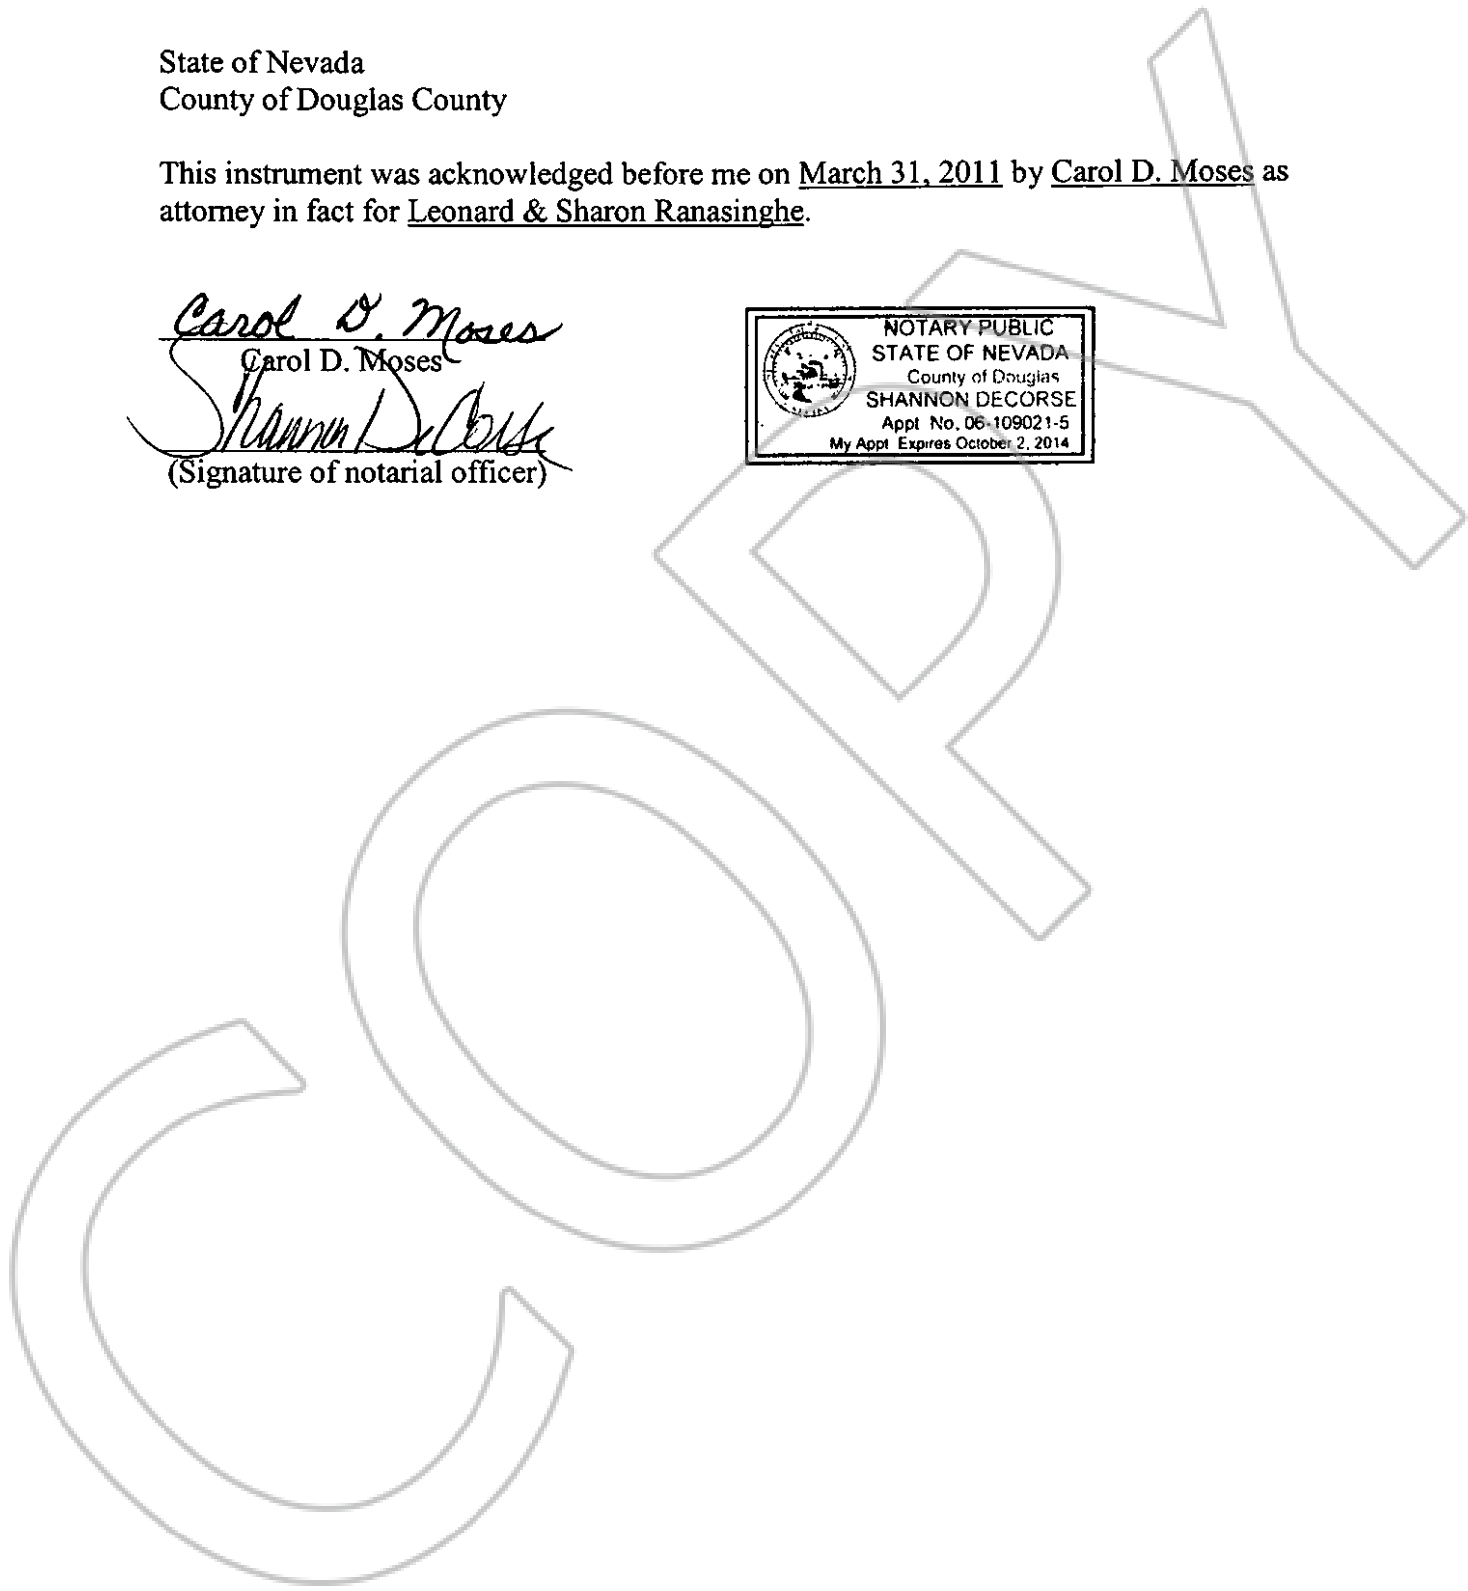 State of Nevada
County of Douglas County
This instrument was acknowledged before me on March 31, 2011 by Carol D. Moses as
attorney in fact for Leonard & Sharon Ranasinghe.
Carol D. Moses
Carol D. Moses
Shannon DeCorse
(Signature of notarial officer)
NOTARY PUBLIC
STATE OF NEVADA
County of Douglas
SHANNON DECORSE
Appt No. 06-109021-5
My Appt Expires October 2, 2014
COPY